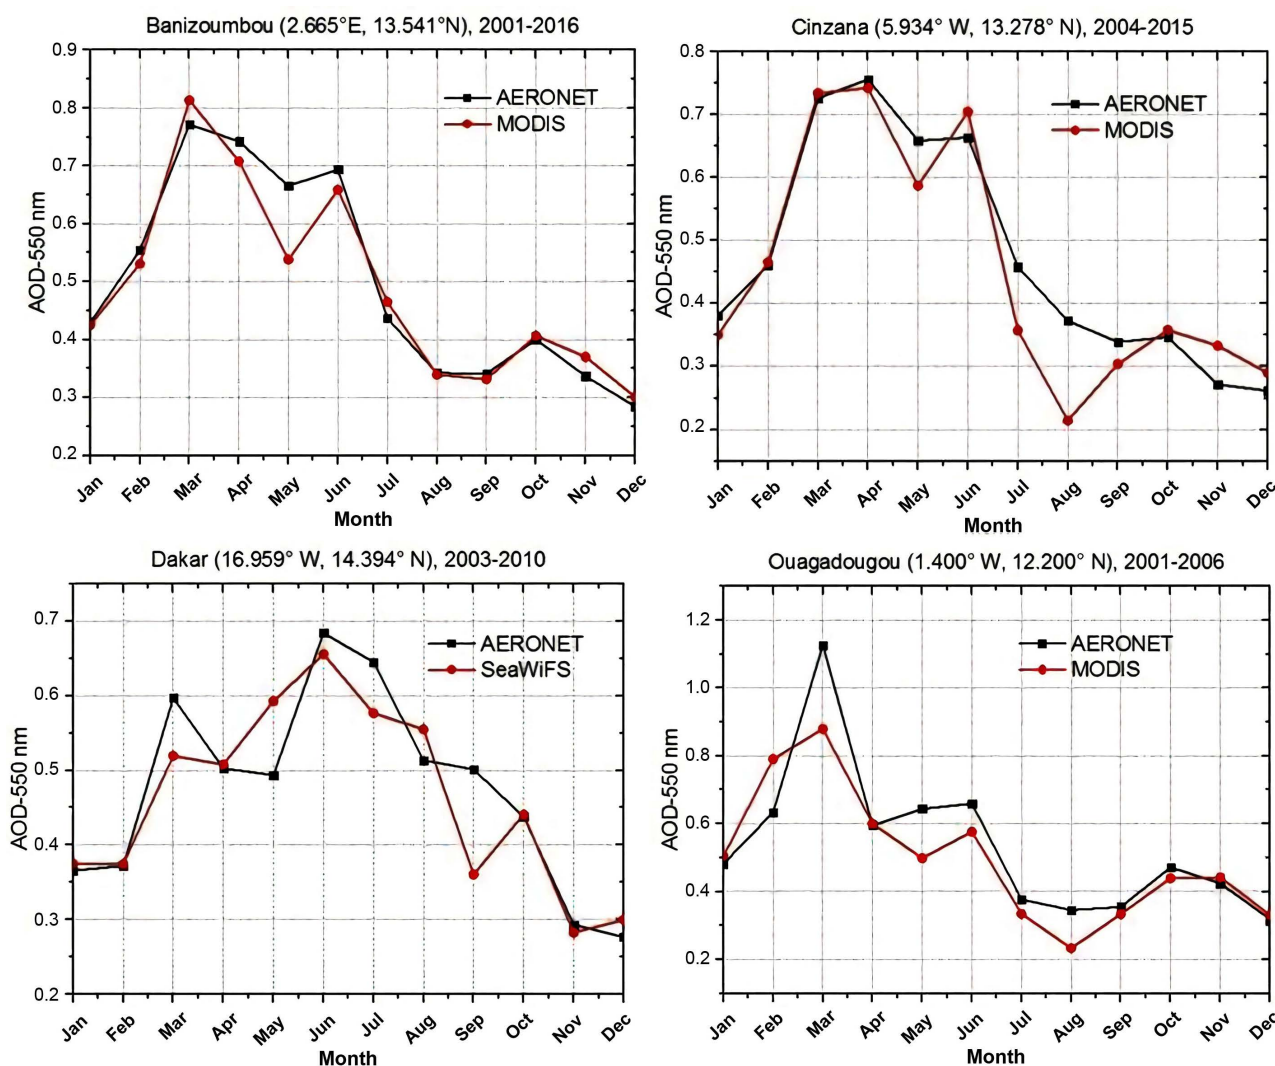 Banizoumbou (2.665°E, 13.541°N), 2001-2016
AERONET
MODIS
AOD-550 nm
0.9
0.8
0.7
0.6
0.5
0.4
0.3
0.2
Jan Feb Mar Apr May Jun Jul Aug Sep Oct Nov Dec
Month
Cinzana (5.934° W, 13.278° N), 2004-2015
AERONET
MODIS
AOD-550 nm
0.8
0.7
0.6
0.5
0.4
0.3
0.2
Jan Feb Mar Apr May Jun Jul Aug Sep Oct Nov Dec
Month
Dakar (16.959° W, 14.394° N), 2003-2010
AERONET
SeaWiFS
AOD-550 nm
0.7
0.6
0.5
0.4
0.3
0.2
Jan Feb Mar Apr May Jun Jul Aug Sep Oct Nov Dec
Month
Ouagadougou (1.400° W, 12.200° N), 2001-2006
AERONET
MODIS
AOD-550 nm
1.2
1.0
0.8
0.6
0.4
0.2
Jan Feb Mar Apr May Jun Jul Aug Sep Oct Nov Dec
Month